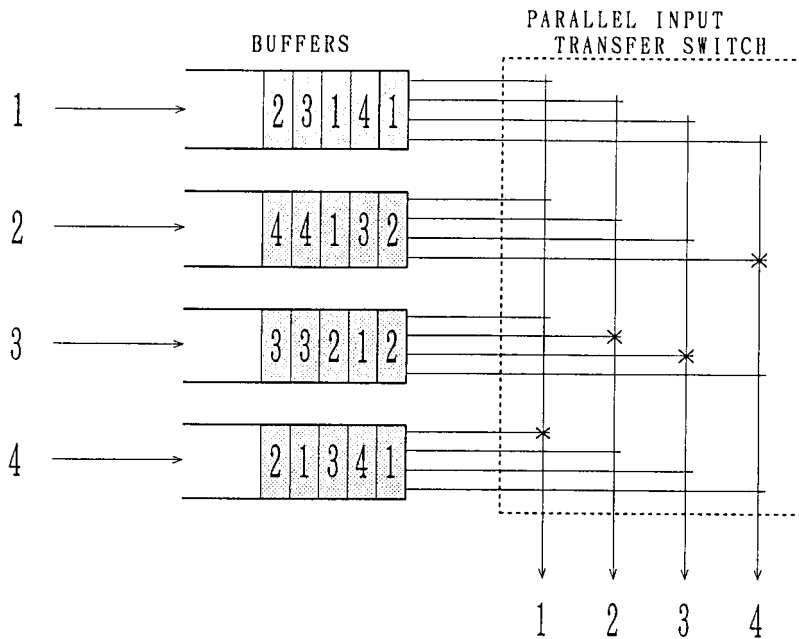 PARALLEL INPUT
BUFFERS TRANSFER SWITCH
1 2 3 1 4 1
2 4 4 1 3 2
3 3 3 2 1 2
4 2 1 3 4 1
1 2 3 4